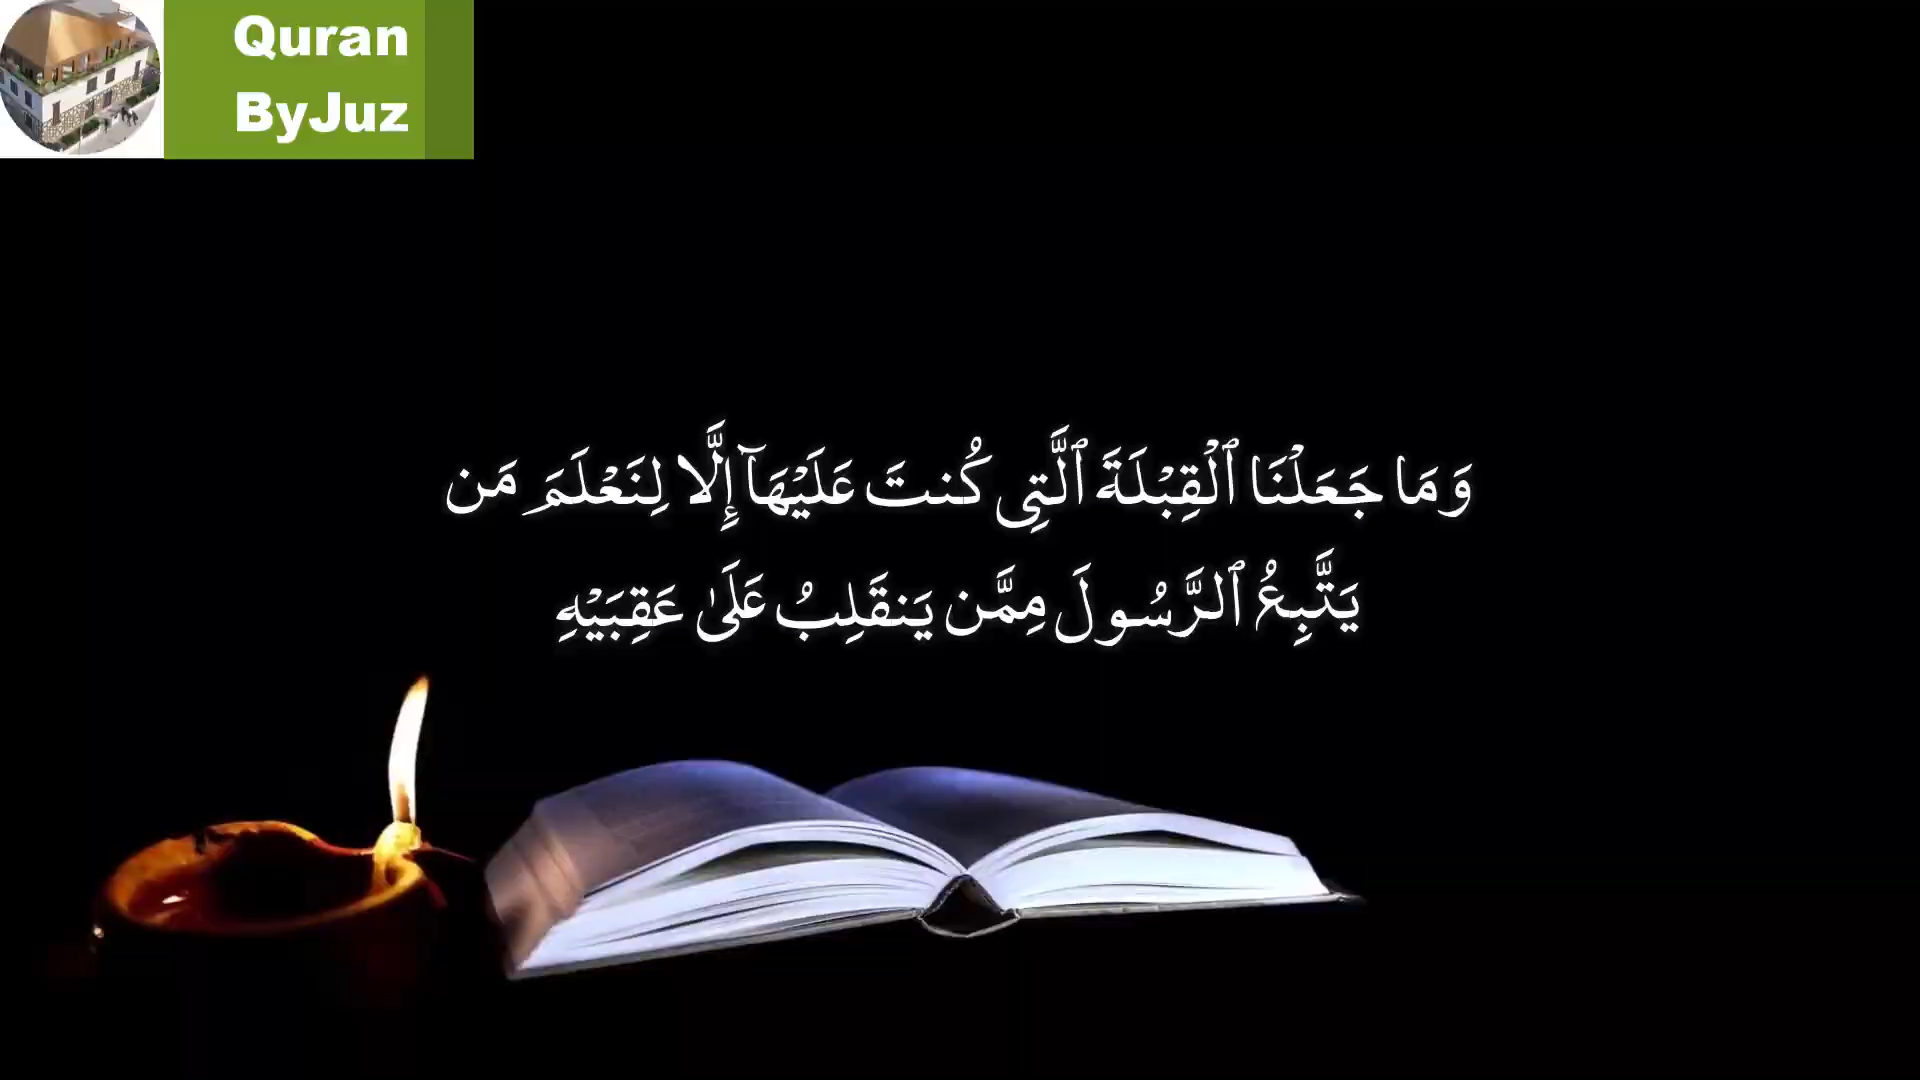 Quran
ByJuz
وَمَا جَعَلْنَا ٱلْقِبْلَةَ ٱلَّتِى كُنتَ عَلَيْهَآ إِلَّا لِنَعْلَمَ مَن
يَتَّبِعُ ٱلرَّسُولَ مِمَّن يَنقَلِبُ عَلَىٰ عَقِبَيْهِ